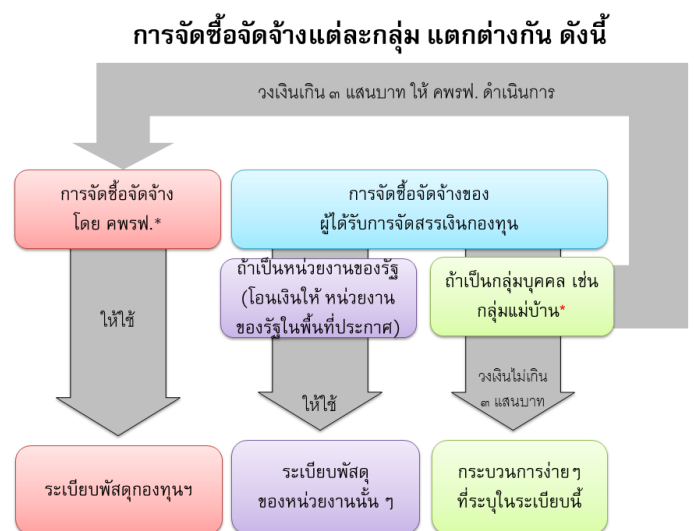 การจัดซื้อจัดจ้างแต่ละกลุ่ม แตกต่างกัน ดังนี้
วงเงินเกิน ๓ แสนบาท ให้ คพรฟ. ดำเนินการ
การจัดซื้อจัดจ้าง
โดย คพรฟ.*
การจัดซื้อจัดจ้างของ
ผู้ได้รับการจัดสรรเงินกองทุน
ถ้าเป็นหน่วยงานของรัฐ
(โอนเงินให้ หน่วยงาน
ของรัฐในพื้นที่ประกาศ)
ถ้าเป็นกลุ่มบุคคล เช่น
กลุ่มแม่บ้าน*
ให้ใช้
ให้ใช้
วงเงินไม่เกิน
๓ แสนบาท
ระเบียบพัสดุกองทุนฯ
ระเบียบพัสดุ
ของหน่วยงานนั้น ๆ
กระบวนการง่ายๆ
ที่ระบุในระเบียบนี้